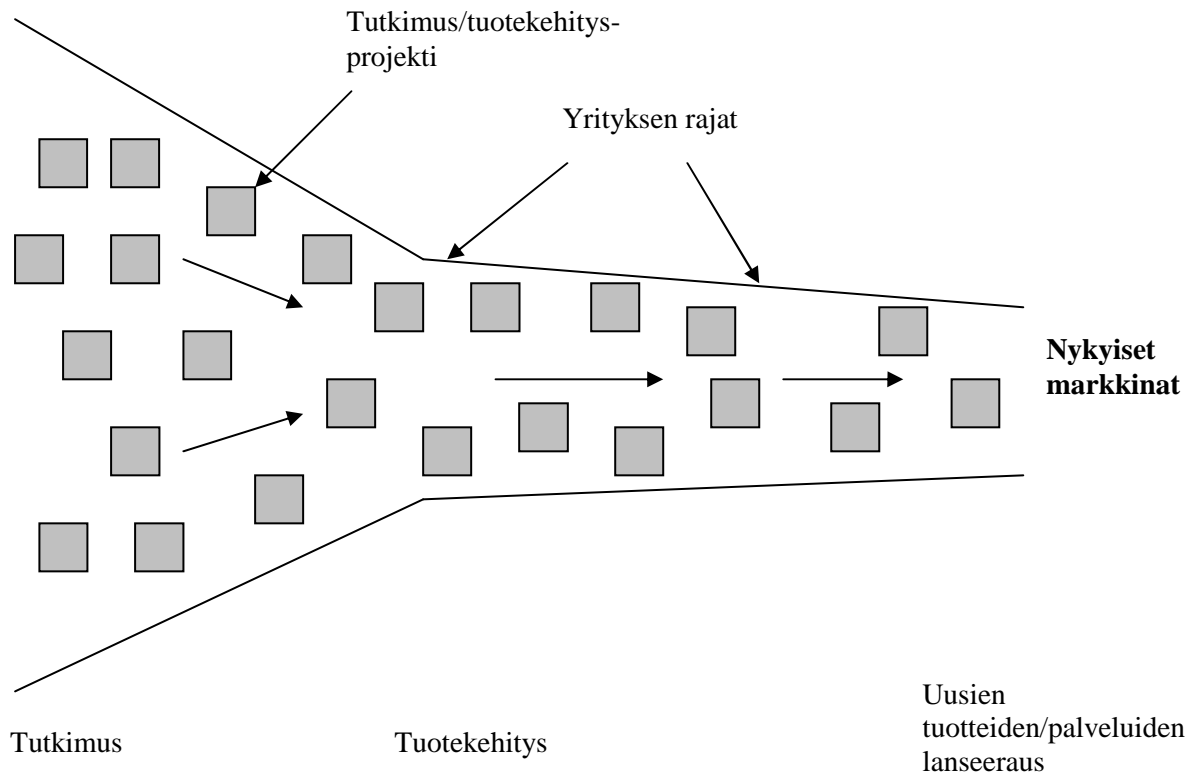 Tutkimus/tuotekehitys-
projekti
Yrityksen rajat
Nykyiset
markkinat
Tutkimus
Tuotekehitys
Uusien
tuotteiden/palveluiden
lanseeraus